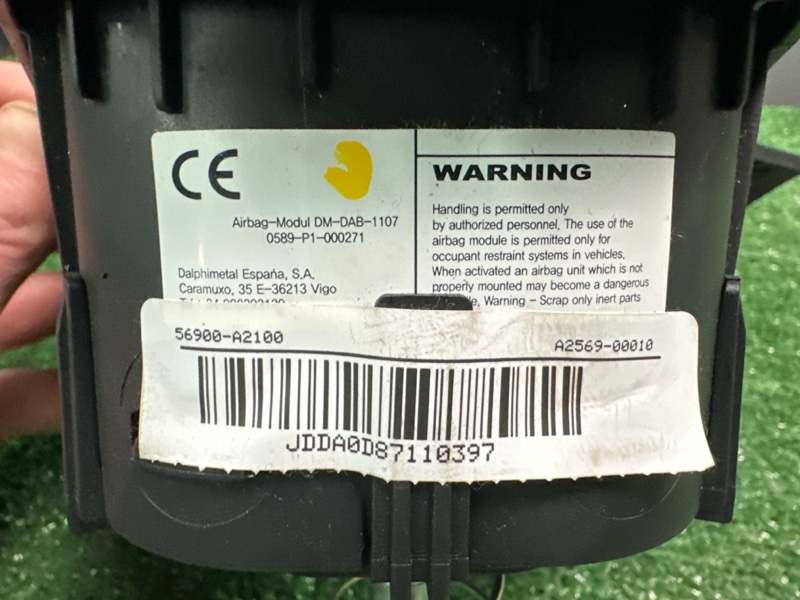 CE
Airbag-Modul DM-DAB-1107
0589-P1-000271
Dalphimetal España, S.A.
Caramuxo, 35 E-36213 Vigo
WARNING
Handling is permitted only
by authorized personnel, The use of the
airbag module is permitted only for
occupant restraint systems in vehicles.
When activated an airbag unit which is not
properly mounted may become a dangerous
Warning - Scrap only inert parts
56900-A2100
A2569-00010
JDDA0D87110397